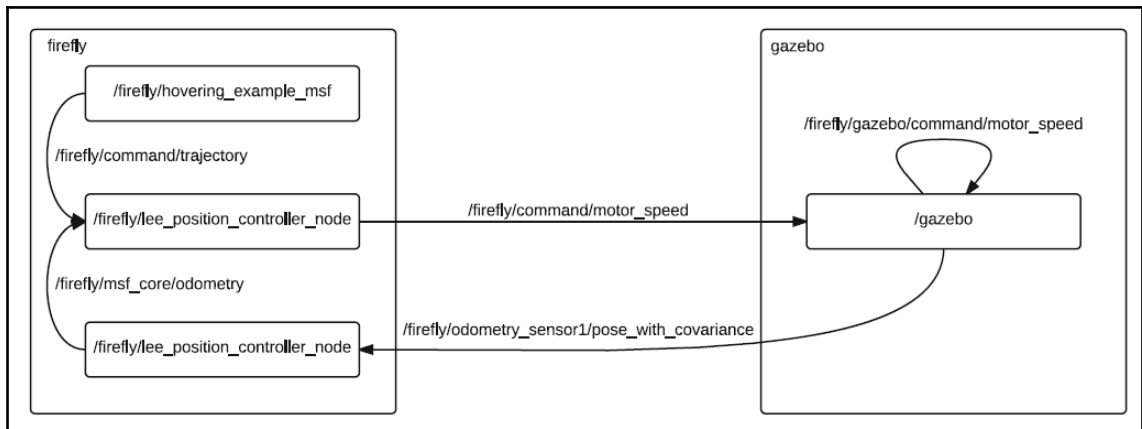 firefly
/firefly/hovering_example_msf
/firefly/command/trajectory
/firefly/lee_position_controller_node
/firefly/msf_core/odometry
/firefly/lee_position_controller_node
/firefly/command/motor_speed
/firefly/odometry_sensor1/pose_with_covariance
gazebo
/firefly/gazebo/command/motor_speed
/gazebo